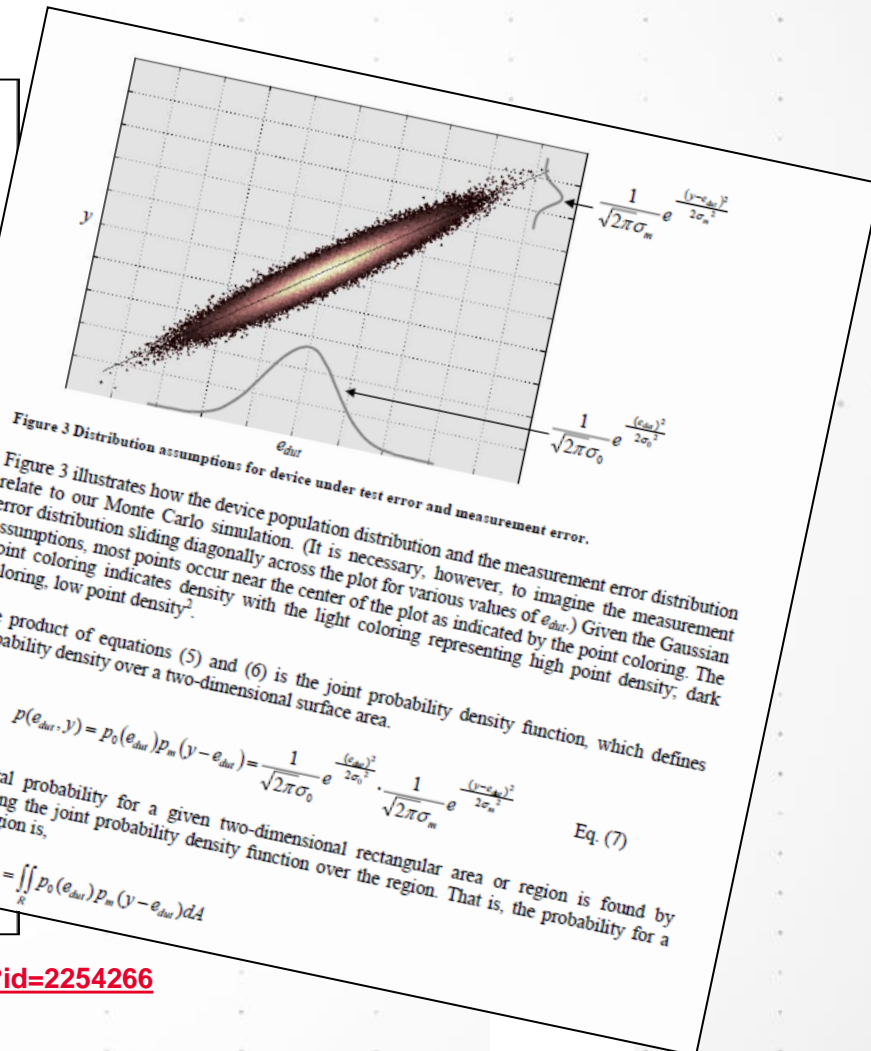 y
1/√2πσ_m e^(y-e_dut)²/2σ_m²
1/√2πσ_0 e^(e_dut)²/2σ_0²
e_dut
Figure 3 Distribution assumptions for device under test error and measurement error.
Figure 3 illustrates how the device population distribution and the measurement error distribution
relate to our Monte Carlo simulation. (It is necessary, however, to imagine the measurement
error distribution sliding diagonally across the plot for various values of e_dut.) Given the Gaussian
ssumptions, most points occur near the center of the plot as indicated by the point coloring. The
oint coloring indicates density with the light coloring representing high point density; dark
loring, low point density².
e product of equations (5) and (6) is the joint probability density function, which defines
bability density over a two-dimensional surface area.
p(e_dut, y) = p_0(e_dut)p_m(y-e_dut) = 1/√2πσ_0 e^(e_dut)²/2σ_0² · 1/√2πσ_m e^(y-e_dut)²/2σ_m² Eq. (7)
al probability for a given two-dimensional rectangular area or region is found by
ng the joint probability density function over the region. That is, the probability for a
gion is,
= ∬_R p_0(e_dut)p_m(y-e_dut)dA
?id=2254266